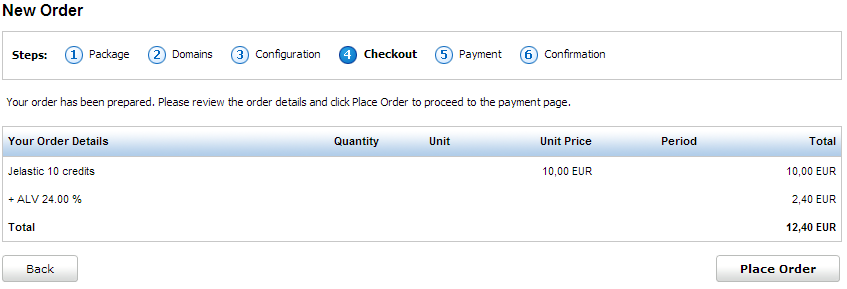 New Order
Steps: 1 Package 2 Domains 3 Configuration 4 Checkout 5 Payment 6 Confirmation
Your order has been prepared. Please review the order details and click Place Order to proceed to the payment page.
Your Order Details Quantity Unit Unit Price Period Total
Jelastic 10 credits 10,00 EUR 10,00 EUR
+ ALV 24.00 % 2,40 EUR
Total 12,40 EUR
Back Place Order